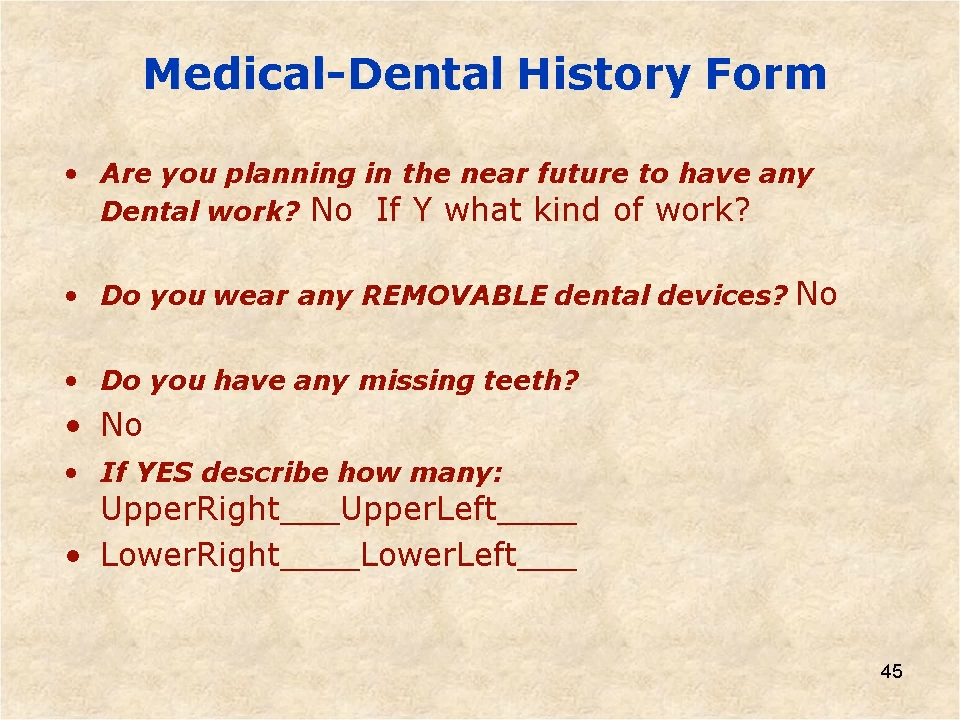 Medical-Dental History Form
• Are you planning in the near future to have any
Dental work? No  If Y what kind of work?
• Do you wear any REMOVABLE dental devices? No
• Do you have any missing teeth?
• No
• If YES describe how many:
UpperRight___UpperLeft____
• LowerRight____LowerLeft___
45